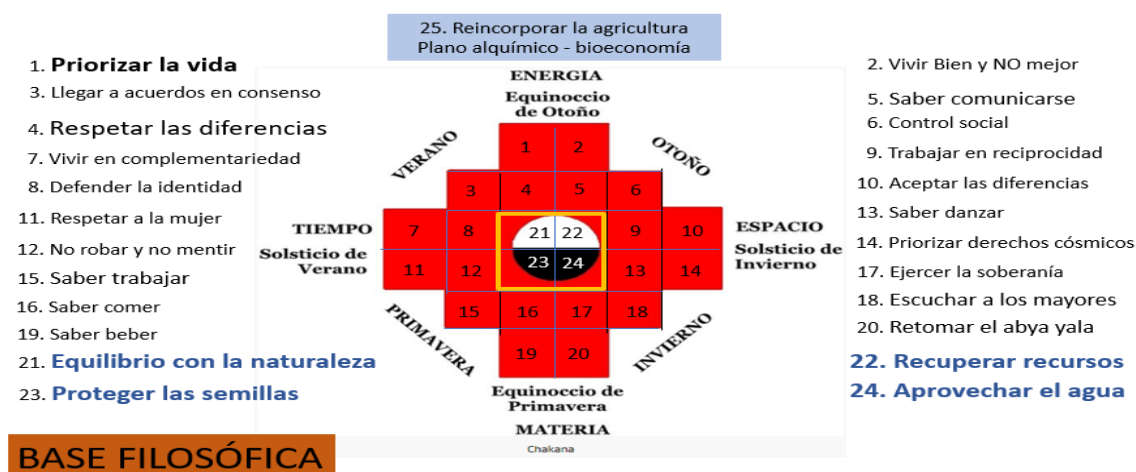 25. Reincorporar la agricultura
Plano alquímico - bioeconomía
1. Priorizar la vida
3. Llegar a acuerdos en consenso
4. Respetar las diferencias
7. Vivir en complementariedad
8. Defender la identidad
11. Respetar a la mujer
12. No robar y no mentir
15. Saber trabajar
16. Saber comer
19. Saber beber
21. Equilibrio con la naturaleza
23. Proteger las semillas
ENERGIA
Equinoccio
de Otoño
VERANO
OTOÑO
1 2
3 4 5 6
TIEMPO
Solsticio de
Verano
7 8 21 22 9 10
11 12 23 24 13 14
ESPACIO
Solsticio de
Invierno
15 16 17 18
19 20
PRIMAVERA
INVIERNO
Equinoccio de
Primavera
MATERIA
Chakana
2. Vivir Bien y NO mejor
5. Saber comunicarse
6. Control social
9. Trabajar en reciprocidad
10. Aceptar las diferencias
13. Saber danzar
14. Priorizar derechos cósmicos
17. Ejercer la soberanía
18. Escuchar a los mayores
20. Retomar el abya yala
22. Recuperar recursos
24. Aprovechar el agua
BASE FILOSÓFICA